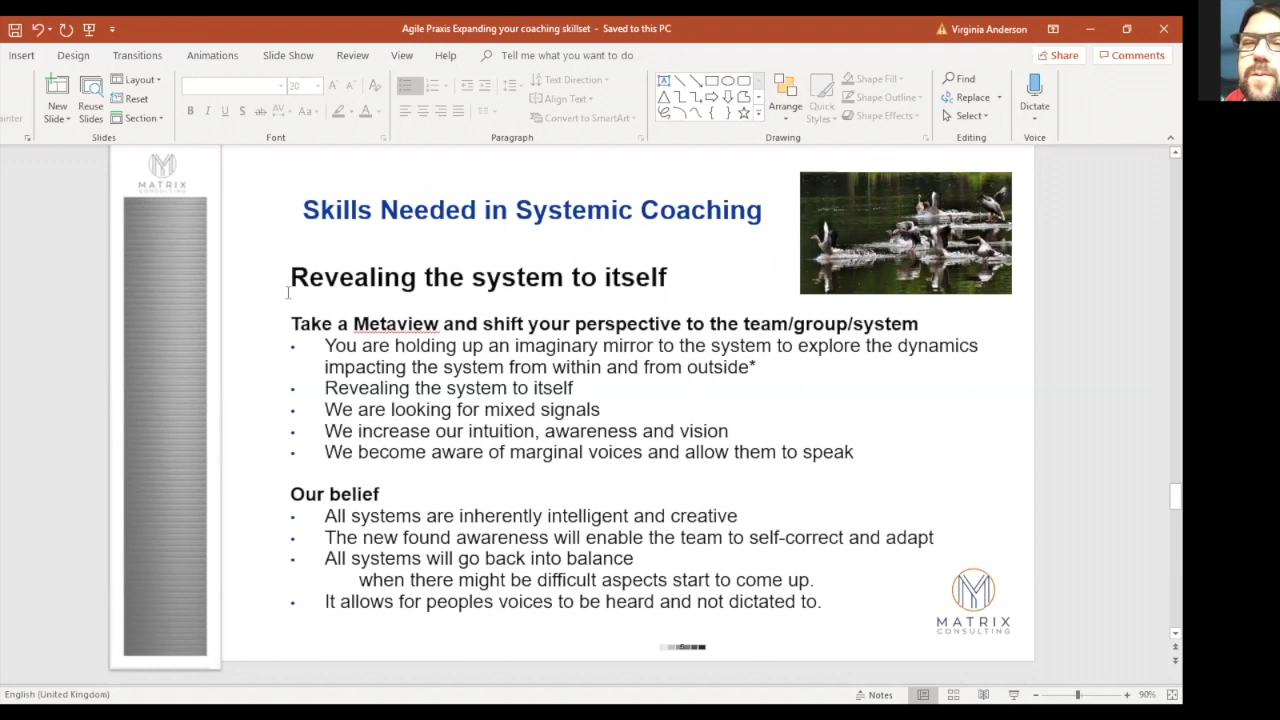 Agile Praxis Expanding your coaching skillset - Saved to this PC
Virginia Anderson
Insert Design Transitions Animations Slide Show Review View Help Tell me what you want to do
Share Comments
Layout
Reset
Section
New Slide
Reuse Slides
Slides
20
B I U S ab AV Aa A
Font
Text Direction
Align Text
Convert to SmartArt
Paragraph
Arrange
Quick Styles
Shape Fill
Shape Outline
Shape Effects
Drawing
Find
Replace
Select
Editing
Dictate
Voice
MATRIX
CONSULTING
Skills Needed in Systemic Coaching
Revealing the system to itself
Take a Metaview and shift your perspective to the team/group/system
• You are holding up an imaginary mirror to the system to explore the dynamics
impacting the system from within and from outside*
• Revealing the system to itself
• We are looking for mixed signals
• We increase our intuition, awareness and vision
• We become aware of marginal voices and allow them to speak
Our belief
• All systems are inherently intelligent and creative
• The new found awareness will enable the team to self-correct and adapt
• All systems will go back into balance
when there might be difficult aspects start to come up.
• It allows for peoples voices to be heard and not dictated to.
MATRIX
CONSULTING
English (United Kingdom)
Notes
90%